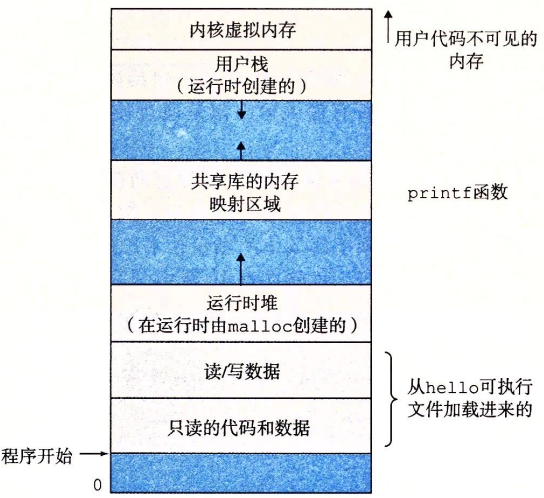 内核虚拟内存
用户代码不可见的
内存
用户栈
（运行时创建的）
共享库的内存
映射区域
printf函数
运行时堆
（在运行时由malloc创建的）
读/写数据
从hello可执行
文件加载进来的
只读的代码和数据
程序开始
0